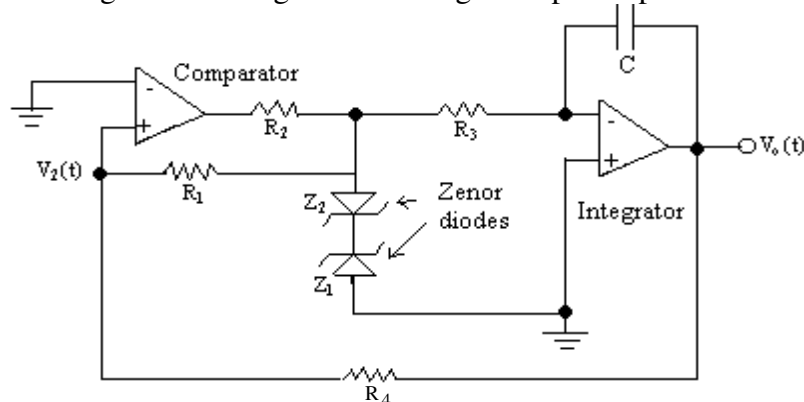 Comparator
-
+
R2
R3
C
-
+
Vo(t)
V2(t)
R1
Z2
Zenor
diodes
Z1
Integrator
R4